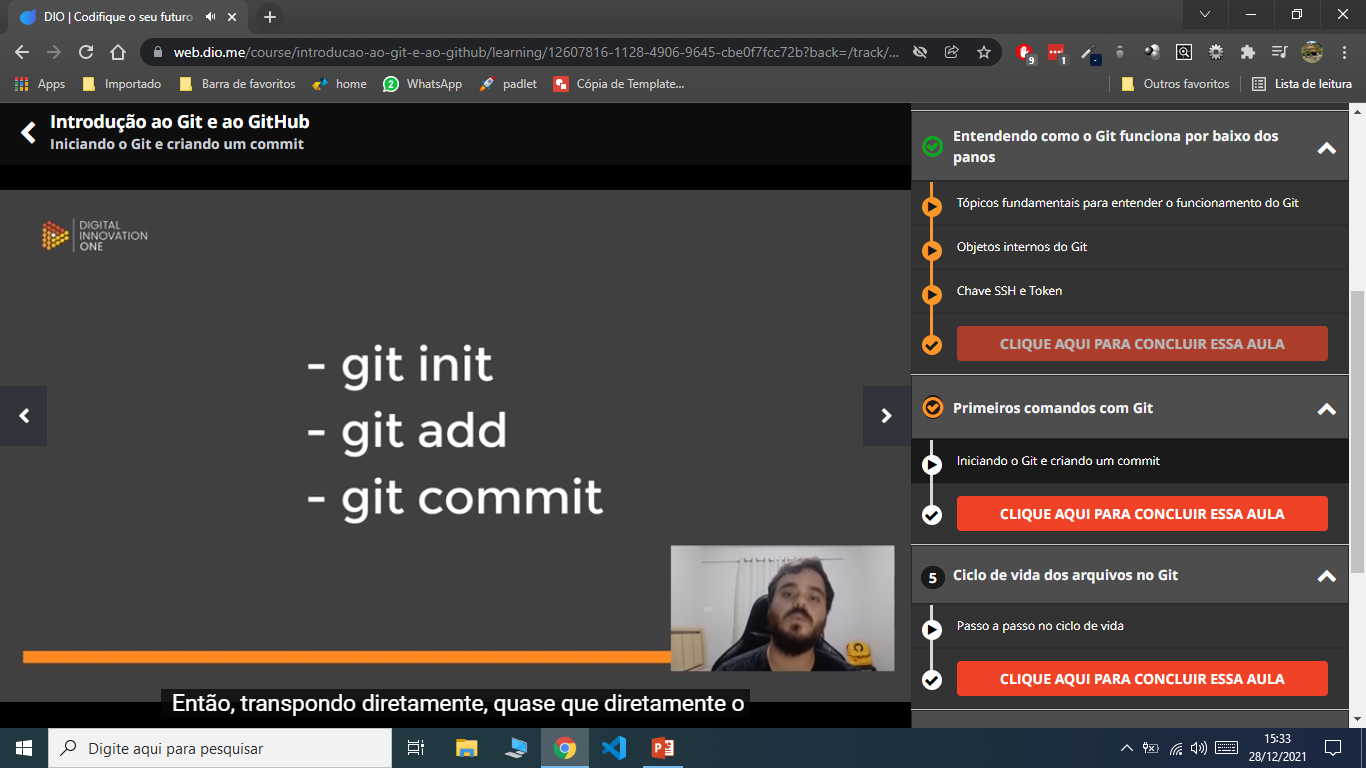 DIO | Codifique o seu futuro
web.dio.me/course/introducao-ao-git-e-ao-github/learning/12607816-1128-4906-9645-cbe0f7fcc72b?back=/track/...
9
1
Apps
Importado
Barra de favoritos
home
2
WhatsApp
padlet
Cópia de Template...
Outros favoritos
Lista de leitura
Introdução ao Git e ao GitHub
Iniciando o Git e criando um commit
DIGITAL
INNOVATION
ONE
- git init
- git add
- git commit
Então, transpondo diretamente, quase que diretamente o
Entendendo como o Git funciona por baixo dos
panos
Tópicos fundamentais para entender o funcionamento do Git
Objetos internos do Git
Chave SSH e Token
CLIQUE AQUI PARA CONCLUIR ESSA AULA
Primeiros comandos com Git
Iniciando o Git e criando um commit
CLIQUE AQUI PARA CONCLUIR ESSA AULA
5
Ciclo de vida dos arquivos no Git
Passo a passo no ciclo de vida
CLIQUE AQUI PARA CONCLUIR ESSA AULA
Digite aqui para pesquisar
15:33
28/12/2021